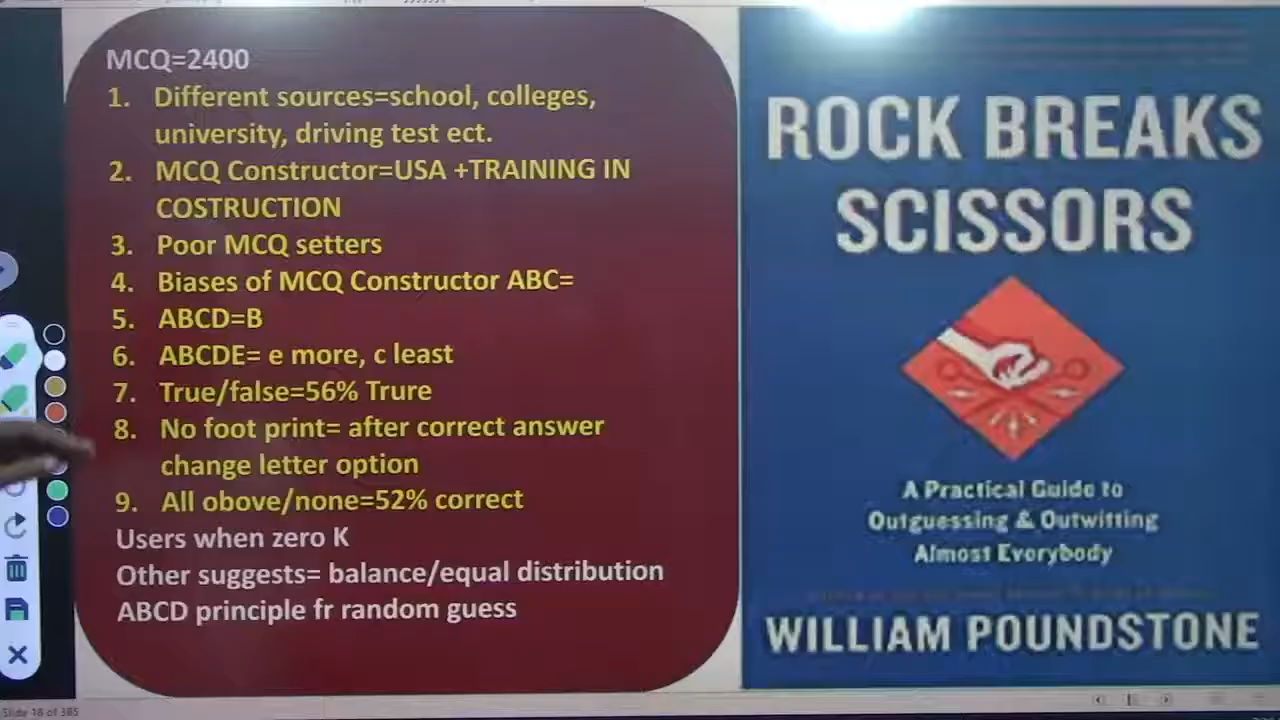 MCQ=2400
1. Different sources=school, colleges,
university, driving test ect.
2. MCQ Constructor=USA +TRAINING IN
COSTRUCTION
3. Poor MCQ setters
4. Biases of MCQ Constructor ABC=
5. ABCD=B
6. ABCDE= e more, c least
7. True/false=56% Trure
8. No foot print= after correct answer
change letter option
9. All obove/none=52% correct
Users when zero K
Other suggests= balance/equal distribution
ABCD principle fr random guess
ROCK BREAKS
SCISSORS
A Practical Guide to
Outguessing & Outwitting
Almost Everybody
WILLIAM POUNDSTONE
Slide 18 of 385